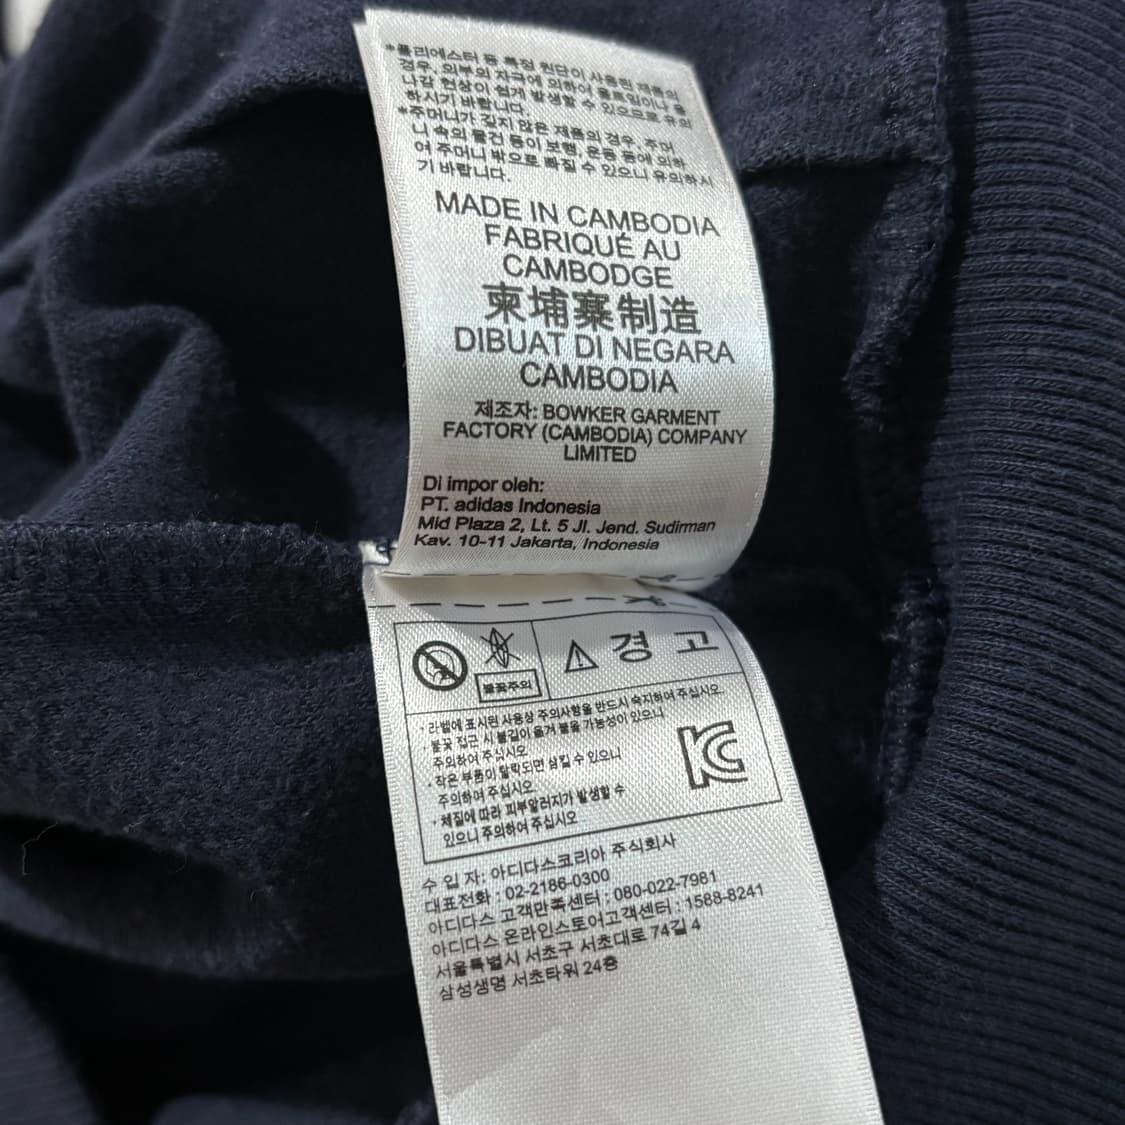 *폴리에스터 등 특정 원단이 사용된 제품의
경우, 외부의 자극에 의하여 올트임이나 올
나감 현상이 쉽게 발생할 수 있으므로 유의
하시기 바랍니다.
*주머니가 깊지 않은 제품의 경우, 주머
니 속의 물건 등이 보행, 운동 등에 의하
여 주머니 밖으로 빠질 수 있으니 유의하시
기 바랍니다.
MADE IN CAMBODIA
FABRIQUÉ AU
CAMBODGE
柬埔寨制造
DIBUAT DI NEGARA
CAMBODIA
제조자: BOWKER GARMENT
FACTORY (CAMBODIA) COMPANY
LIMITED
Di impor oleh:
PT. adidas Indonesia
Mid Plaza 2, Lt. 5 Jl. Jend. Sudirman
Kav. 10-11 Jakarta, Indonesia
불꽃주의
경 고
· 라벨에 표시된 사용상 주의사항을 반드시 숙지하여 주십시오.
불꽃 접근 시 불길이 옮겨 붙을 가능성이 있으니
주의하여 주십시오
· 작은 부품이 탈락되면 삼킬 수 있으니
주의하여 주십시오.
· 체질에 따라 피부알러지가 발생할 수
있으니 주의하여 주십시오
KC
수 입 자: 아디다스코리아 주식회사
대표전화 : 02-2186-0300
아디다스 고객만족센터 : 080-022-7981
아디다스 온라인스토어고객센터 : 1588-8241
서울특별시 서초구 서초대로 74길 4
삼성생명 서초타워 24층